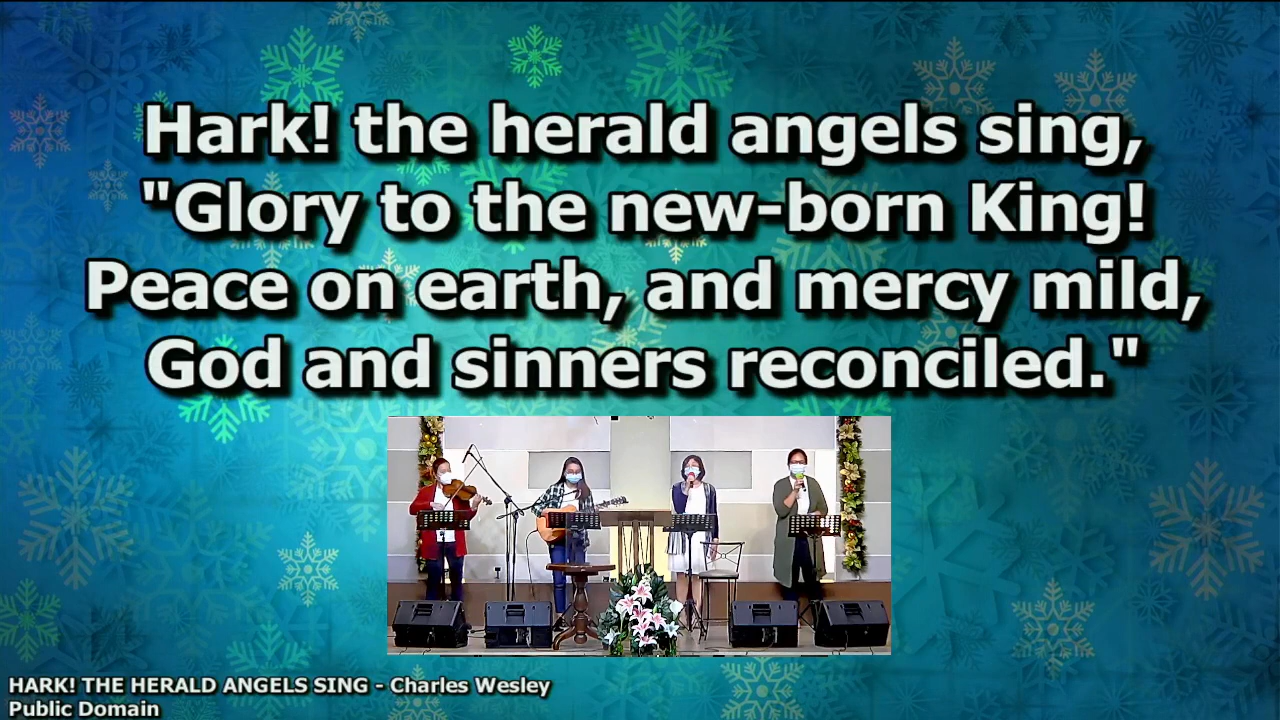 Hark! the herald angels sing,
"Glory to the new-born King!
Peace on earth, and mercy mild,
God and sinners reconciled."
HARK! THE HERALD ANGELS SING - Charles Wesley
Public Domain